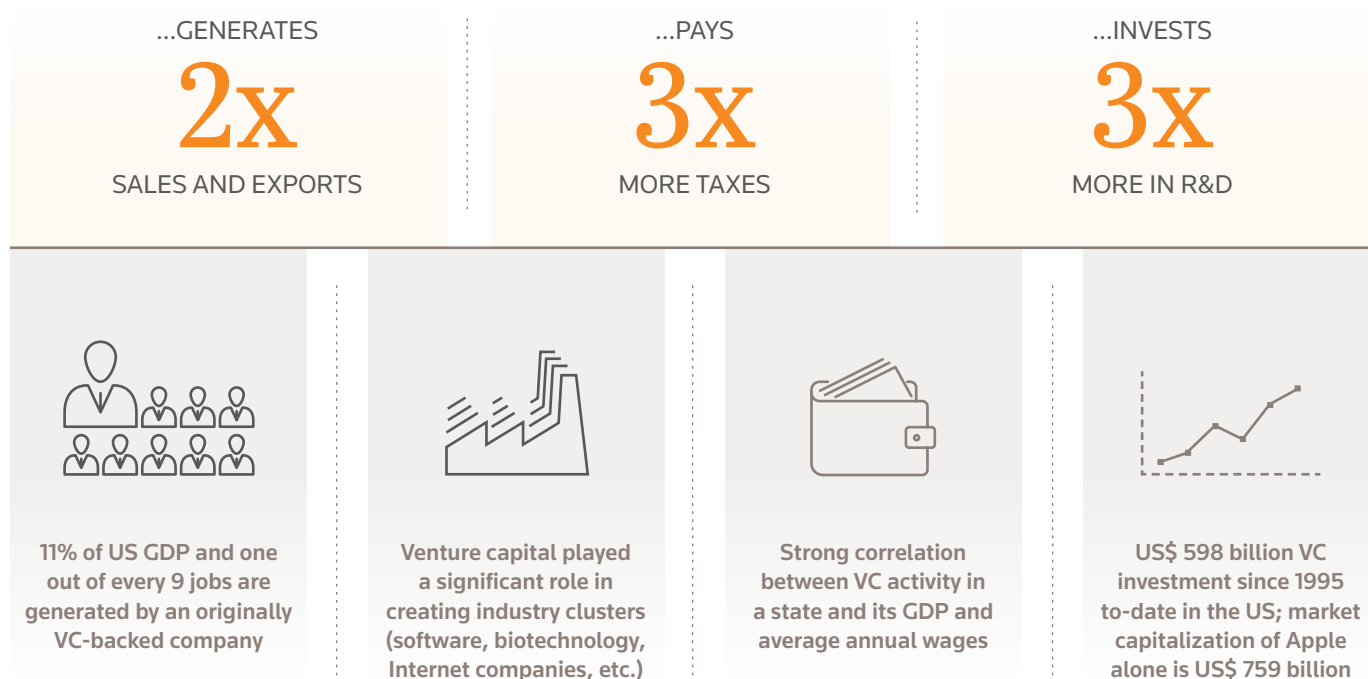 ...GENERATES
2x
SALES AND EXPORTS
...PAYS
3x
MORE TAXES
...INVESTS
3x
MORE IN R&D
11% of US GDP and one
out of every 9 jobs are
generated by an originally
VC-backed company
Venture capital played
a significant role in
creating industry clusters
(software, biotechnology,
Internet companies, etc.)
Strong correlation
between VC activity in
a state and its GDP and
average annual wages
US$ 598 billion VC
investment since 1995
to-date in the US; market
capitalization of Apple
alone is US$ 759 billion